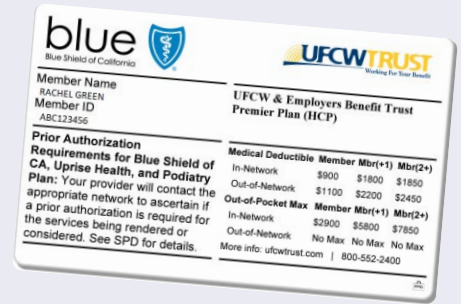 blue
Blue Shield of California
UFCWTRUST
Working For Your Benefit
Member Name
RACHEL GREEN
Member ID
ABC123456
Prior Authorization
Requirements for Blue Shield of
CA, Uprise Health, and Podiatry
Plan: Your provider will contact the
appropriate network to ascertain if
a prior authorization is required for
the services being rendered or
considered. See SPD for details.
UFCW & Employers Benefit Trust
Premier Plan (HCP)
Medical Deductible Member Mbr(+1) Mbr(2+)
In-Network $900 $1800 $1850
Out-of-Network $1100 $2200 $2450
Out-of-Pocket Max Member Mbr(+1) Mbr(2+)
In-Network $2900 $5800 $7850
Out-of-Network No Max No Max No Max
More info: ufcwtrust.com | 800-552-2400